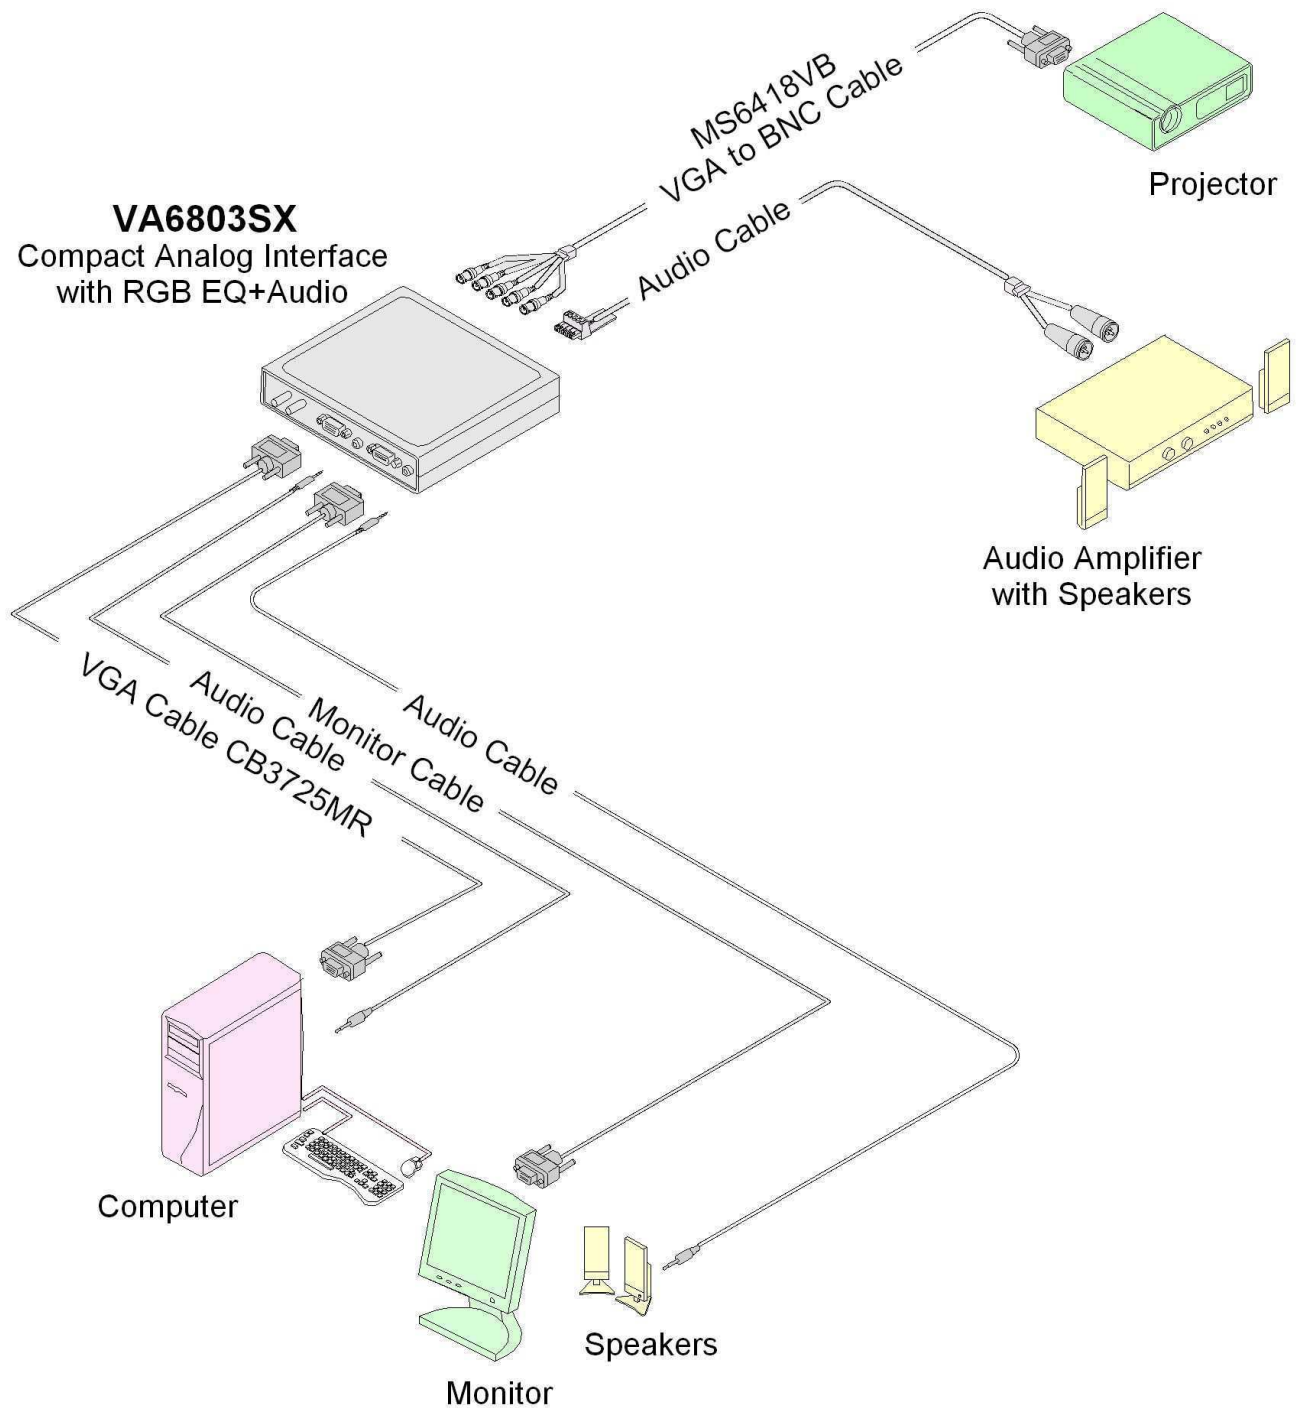 MS6418VB
VGA to BNC Cable
Projector
Audio Cable
VA6803SX
Compact Analog Interface
with RGB EQ+Audio
Audio Amplifier
with Speakers
VGA Cable CB3725MR
Audio Cable
Monitor Cable
Audio Cable
Computer
Speakers
Monitor